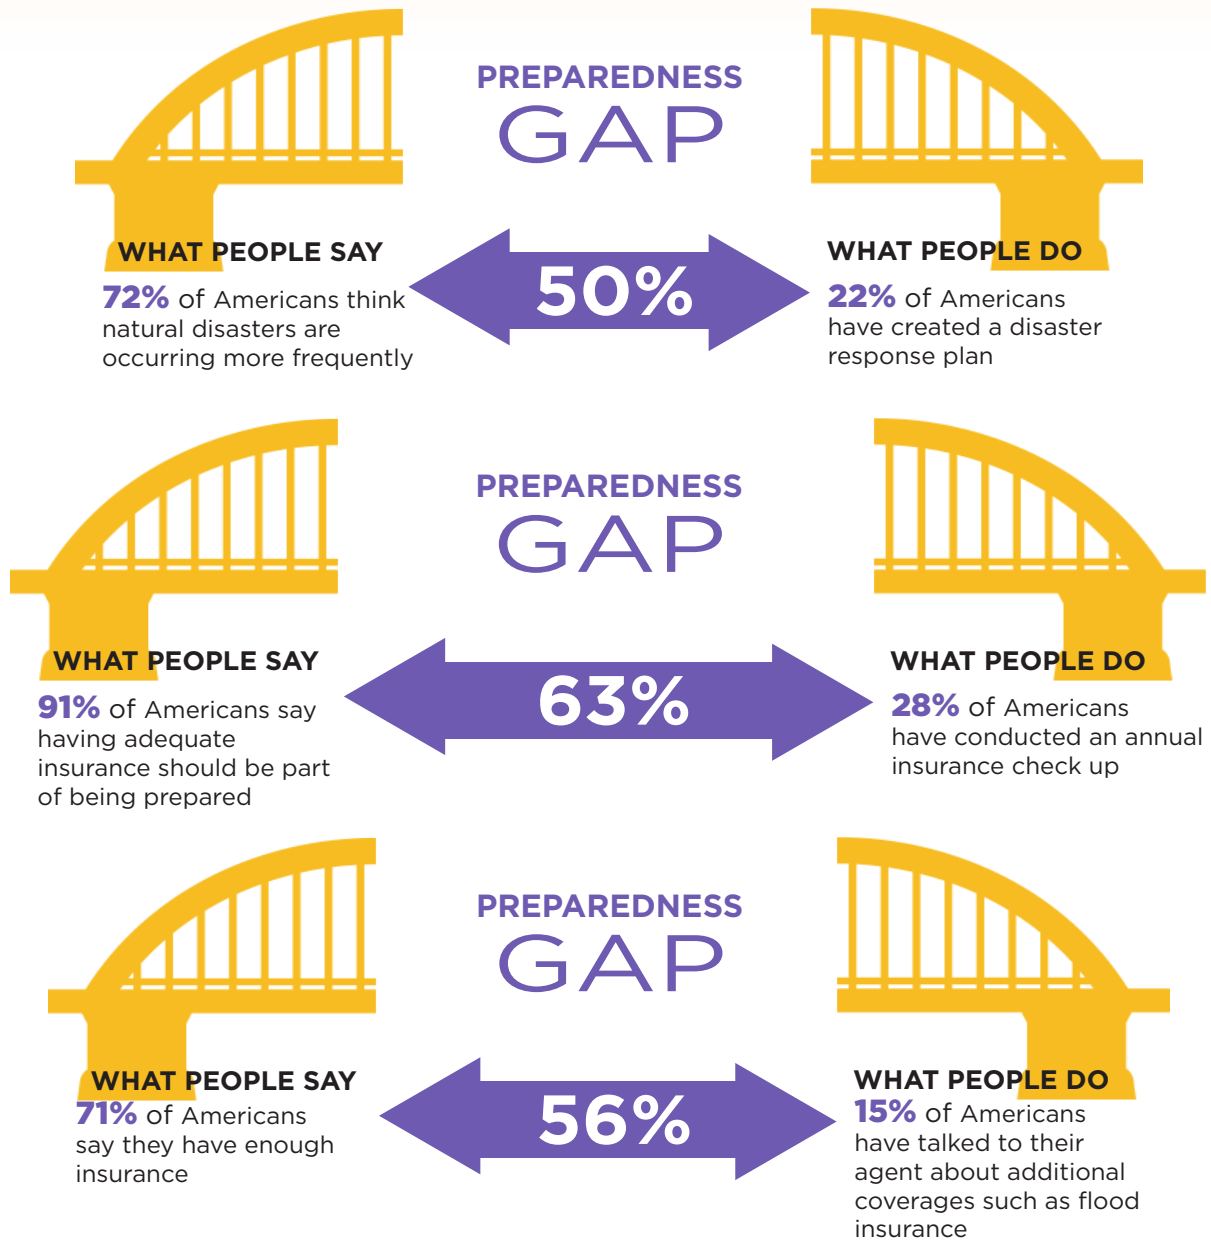 PREPAREDNESS
GAP
WHAT PEOPLE SAY
72% of Americans think
natural disasters are
occurring more frequently
50%
WHAT PEOPLE DO
22% of Americans
have created a disaster
response plan
PREPAREDNESS
GAP
WHAT PEOPLE SAY
91% of Americans say
having adequate
insurance should be part
of being prepared
63%
WHAT PEOPLE DO
28% of Americans
have conducted an annual
insurance check up
PREPAREDNESS
GAP
WHAT PEOPLE SAY
71% of Americans
say they have enough
insurance
56%
WHAT PEOPLE DO
15% of Americans
have talked to their
agent about additional
coverages such as flood
insurance